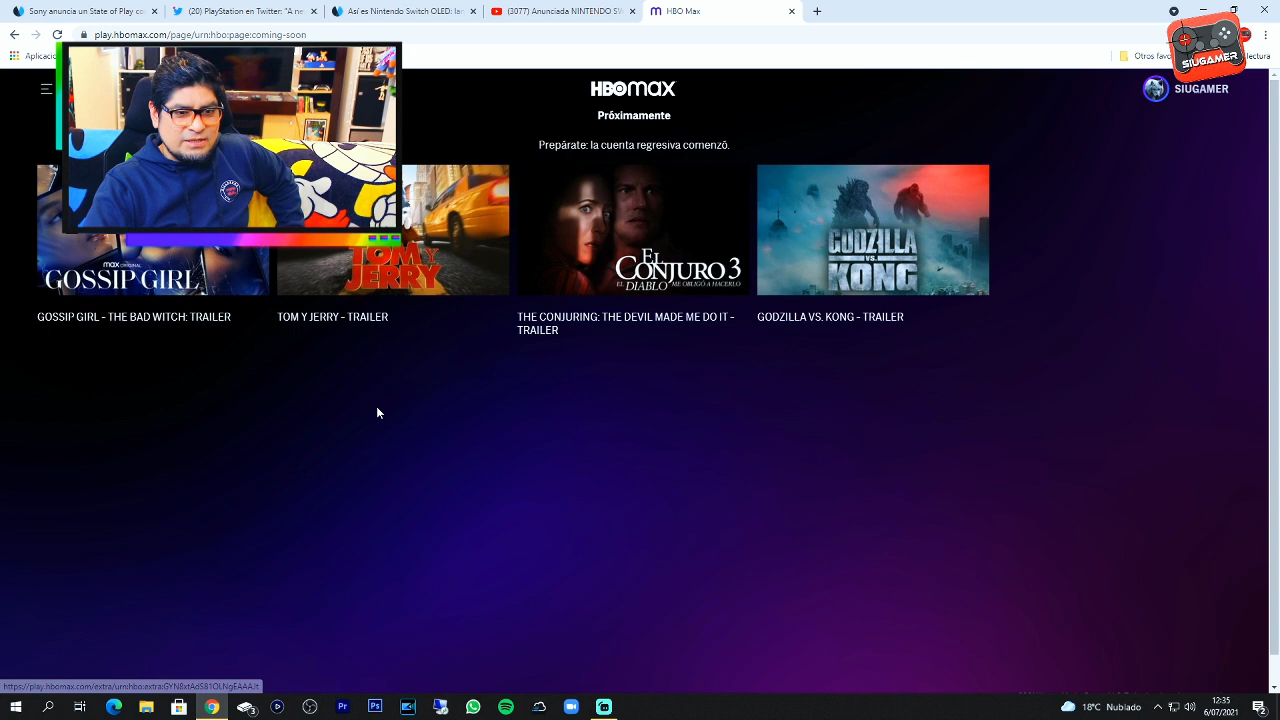 Sony anuncia un State of Play co
(20) PlayStation en Twitter: "A ne
Así es Nintendo Switch OLED: la
(3077) Anunciada NINTENDO SW
HBO Max
play.hbomax.com/page/urn:hbo:page:coming-soon
Aplicacio
Otros favo
lectura
SIUGAMER
HBOmax
SIUGAMER
Próximamente
Prepárate: la cuenta regresiva comenzó.
max ORIGINAL
GOSSIP GIRL
TOM Y
JERRY
EL
CONJURO 3
EL DIABLO ME OBLIGÓ A HACERLO
GODZILLA
VS.
KONG
GOSSIP GIRL - THE BAD WITCH: TRAILER
TOM Y JERRY - TRAILER
THE CONJURING: THE DEVIL MADE ME DO IT -
TRAILER
GODZILLA VS. KONG - TRAILER
12:35
18°C Nublado
6/07/2021